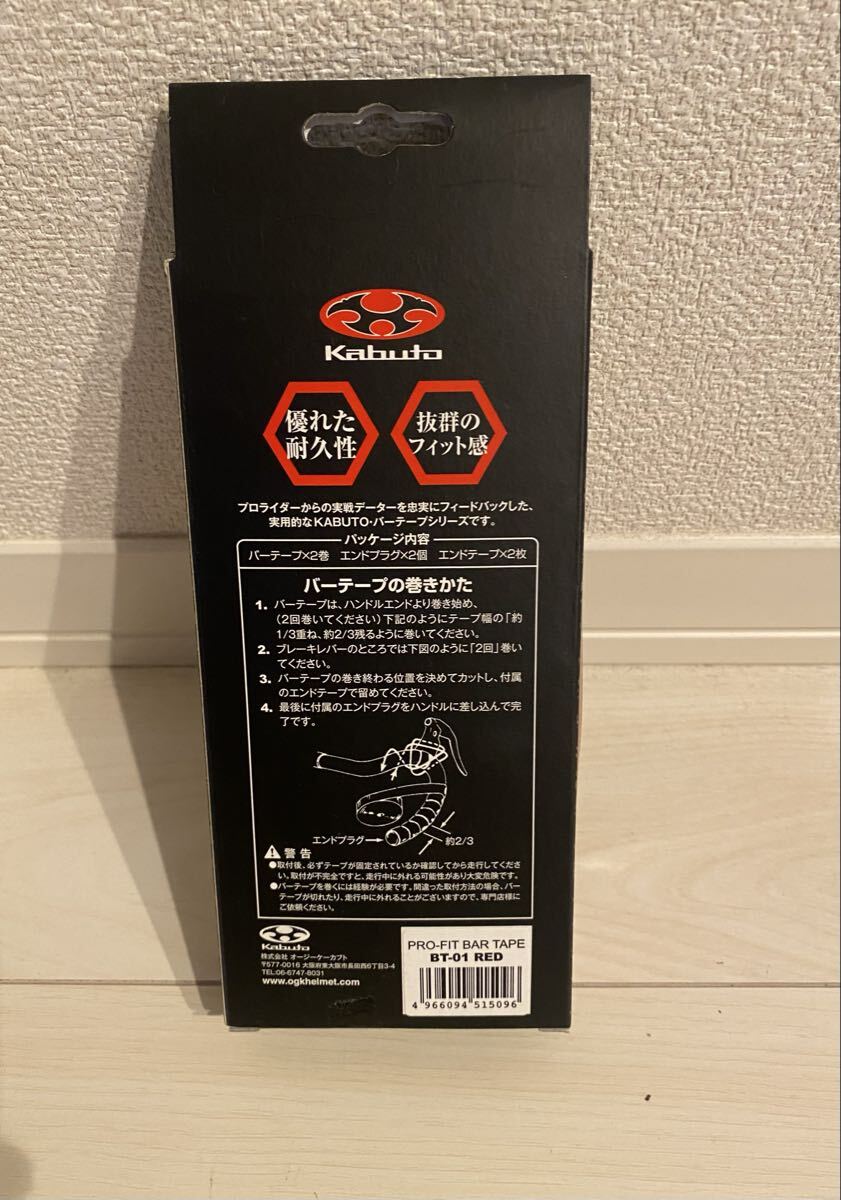 Kabuto
優れた
耐久性
抜群の
フィット感
プロライダーからの実戦データーを忠実にフィードバックした、
実用的なKABUTO・バーテープシリーズです。
パッケージ内容
バーテープ×2巻 エンドプラグ×2個 エンドテープ×2枚
バーテープの巻きかた
1. バーテープは、ハンドルエンドより巻き始め、
(2回巻いてください)下記のようにテープ幅の「約
1/3重ね、約2/3残るように巻いてください。
2. ブレーキレバーのところでは下図のように「2回」巻い
てください。
3. バーテープの巻き終わる位置を決めてカットし、付属
のエンドテープで留めてください。
4. 最後に付属のエンドプラグをハンドルに差し込んで完
了です。
エンドプラグ
約2/3
警告
●取付後、必ずテープが固定されているか確認してから走行してくださ
い。取付が不完全ですと、走行中に外れる可能性があり大変危険です。
●バーテープを巻くには経験が必要です。間違った取付方法の場合、バー
テープが切れたり、走行中に外れることがございますので、専門店様に
ご依頼ください。
Kabuto
株式会社 オージーケーカブト
〒577-0016 大阪府東大阪市長田西6丁目3-4
TEL:06-6747-8031
www.ogkhelmet.com
PRO-FIT BAR TAPE
BT-01 RED
4 966094 515096